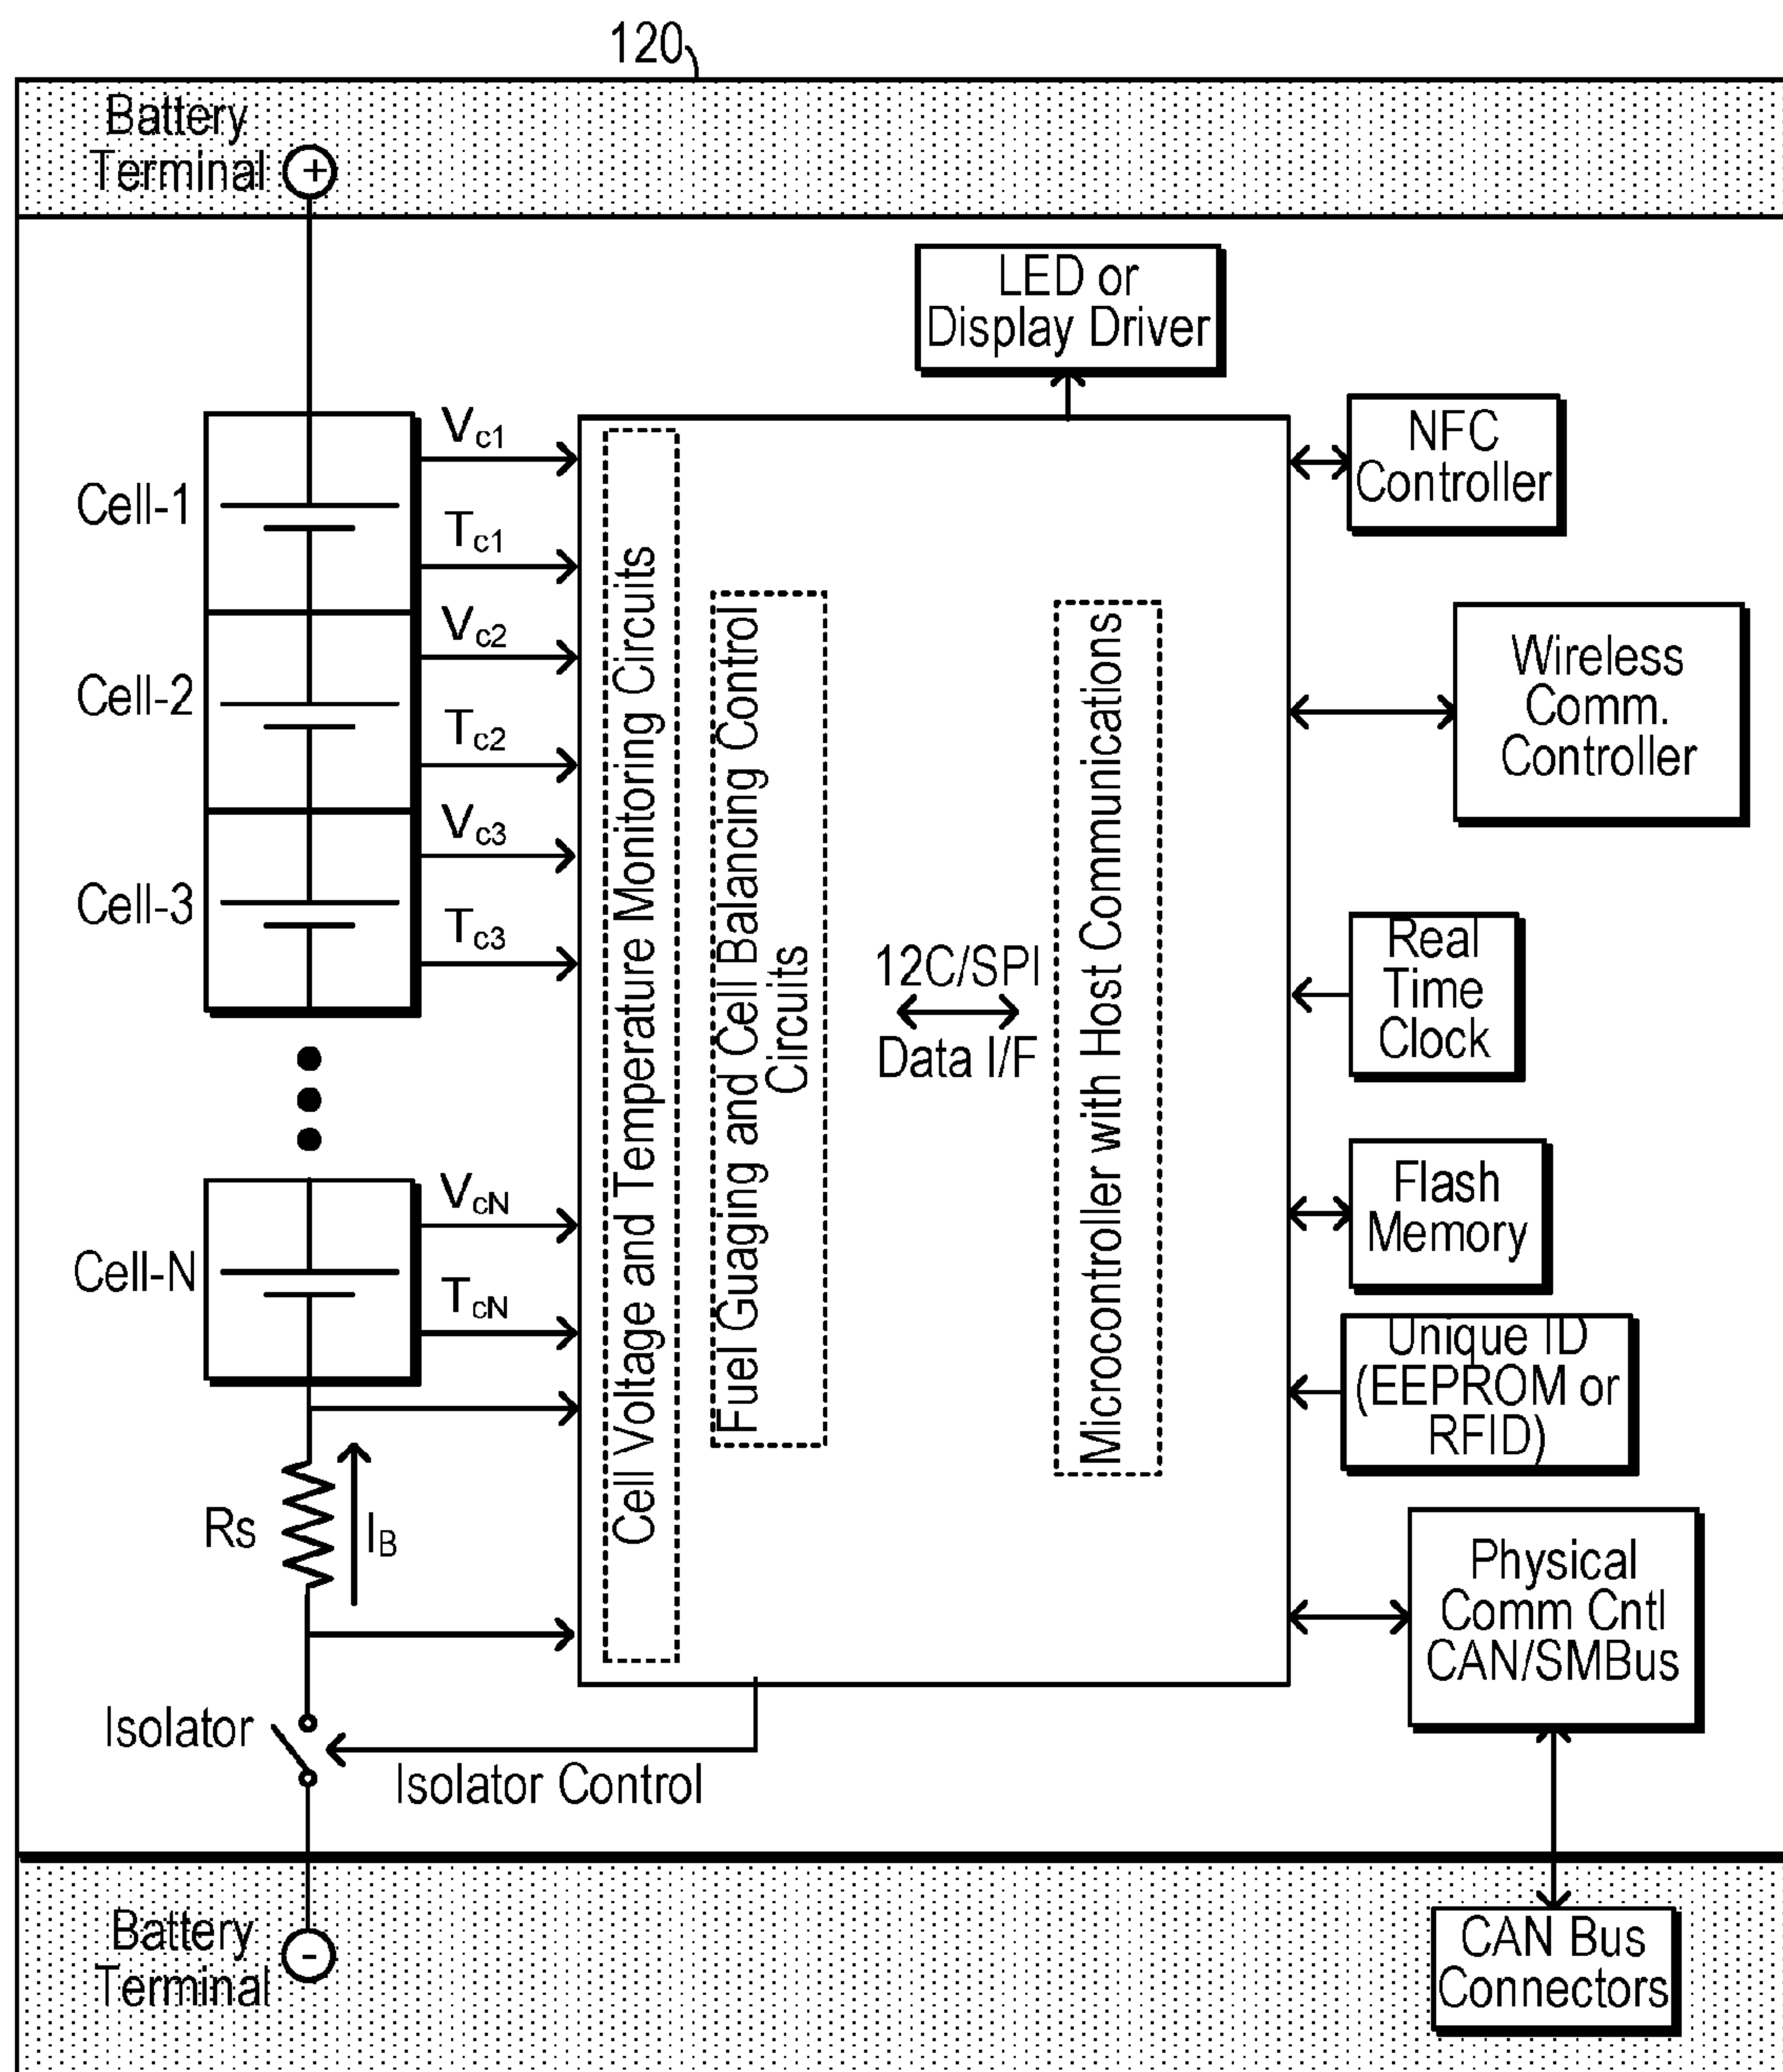 120
Battery
Terminal
+
LED or
Display Driver
Vc1
Cell-1
Tc1
Vc2
Cell-2
Tc2
Vc3
Cell-3
Tc3
VcN
Cell-N
TcN
Rs
IB
Isolator
Isolator Control
Cell Voltage and Temperature Monitoring Circuits
Fuel Guaging and Cell Balancing Control
Circuits
12C/SPI
Data I/F
Microcontroller with Host Communications
NFC
Controller
Wireless
Comm.
Controller
Real
Time
Clock
Flash
Memory
Unique ID
(EEPROM or
RFID)
Physical
Comm Cntl
CAN/SMBus
Battery
Terminal
-
CAN Bus
Connectors